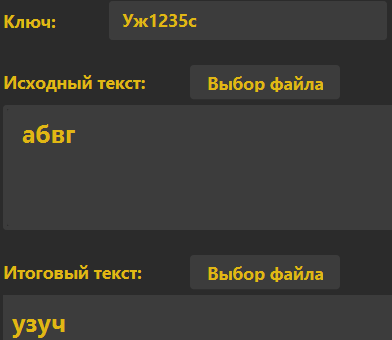 Ключ: Уж1235с
Исходный текст: Выбор файла
абвг
Итоговый текст: Выбор файла
узуч